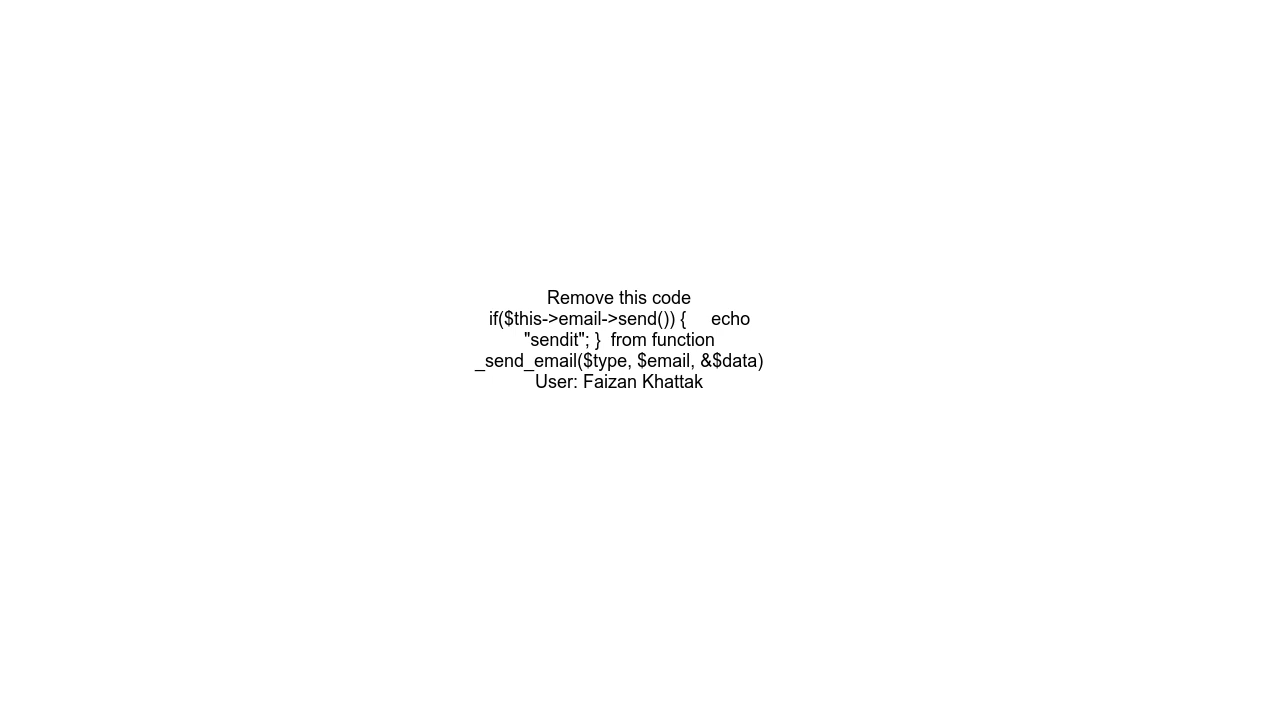 Remove this code
if($this->email->send()) {     echo
"sendit"; }  from function
_send_email($type, $email, &$data)
User: Faizan Khattak